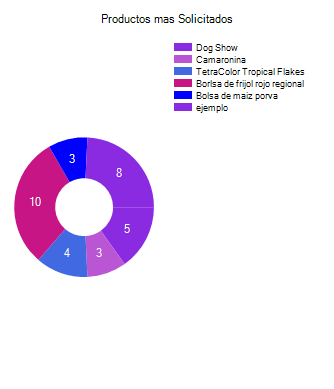 Productos mas Solicitados
Dog Show
Camaronina
TetraColor Tropical Flakes
Borlsa de frijol rojo regional
Bolsa de maiz porva
ejemplo
3
8
10
5
4
3